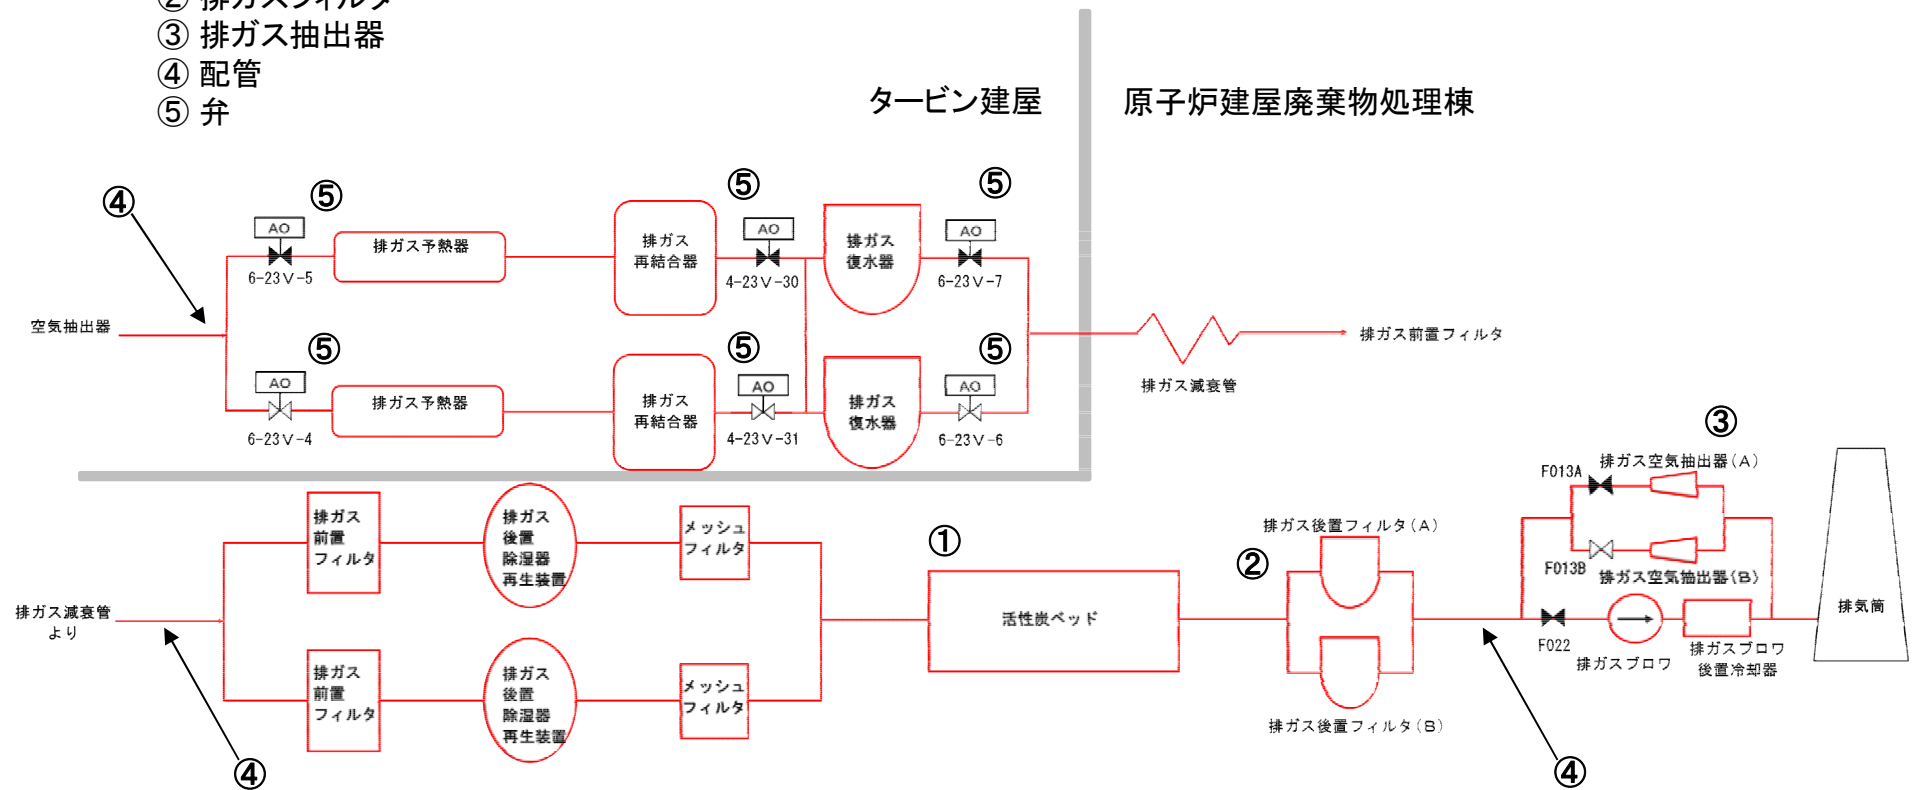 ② 排ガスフィルタ
③ 排ガス抽出器
④ 配管
⑤ 弁
タービン建屋
原子炉建屋廃棄物処理棟
④
⑤
⑤
⑤
AO
AO
AO
排ガス予熱器
排ガス
再結合器
排ガス
復水器
6-23V-5
4-23V-30
6-23V-7
空気抽出器
排ガス減衰管
排ガス前置フィルタ
⑤
⑤
⑤
AO
AO
AO
排ガス予熱器
排ガス
再結合器
排ガス
復水器
6-23V-4
4-23V-31
6-23V-6
排ガス減衰管
より
④
排ガス
前置
フィルタ
排ガス
後置
除湿器
再生装置
メッシュ
フィルタ
排ガス
前置
フィルタ
排ガス
後置
除湿器
再生装置
メッシュ
フィルタ
①
活性炭ベッド
②
排ガス後置フィルタ(A)
排ガス後置フィルタ(B)
③
F013A
排ガス空気抽出器(A)
F013B
排ガス空気抽出器(B)
F022
排ガスブロワ
排ガスブロワ
後置冷却器
排気筒
④